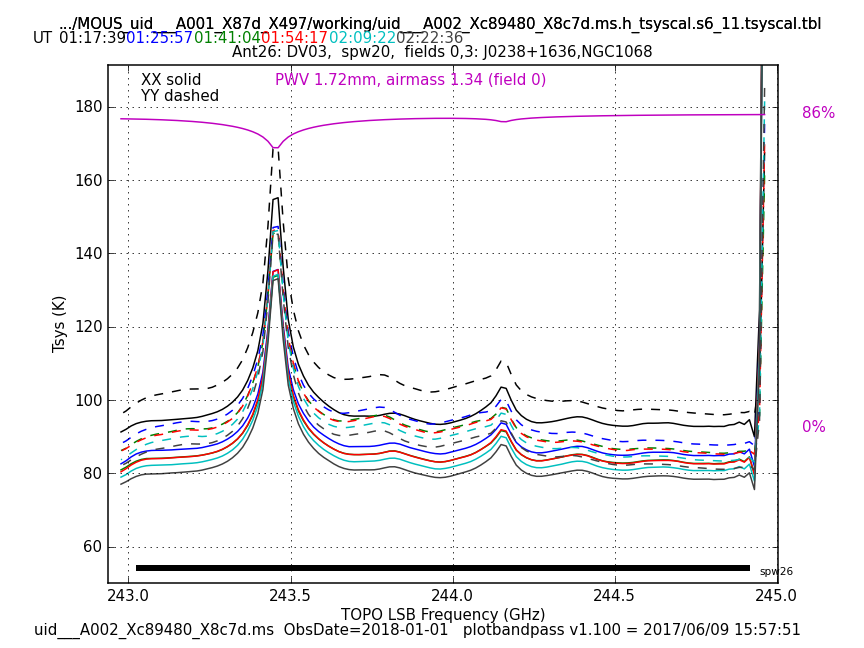 .../MOUS_uid___A001_X87d_X497/working/uid___A002_Xc89480_X8c7d.ms.h_tsyscal.s6_11.tsyscal.tbl
UT 01:17:39 01:25:57 01:41:04 01:54:17 02:09:22 02:22:36
Ant26: DV03, spw20, fields 0,3: J0238+1636,NGC1068
XX solid
PWV 1.72mm, airmass 1.34 (field 0)
YY dashed
180
86%
160
140
120
Tsys (K)
100
0%
80
60
spw26
243.0 243.5 244.0 244.5 245.0
TOPO LSB Frequency (GHz)
uid___A002_Xc89480_X8c7d.ms ObsDate=2018-01-01 plotbandpass v1.100 = 2017/06/09 15:57:51